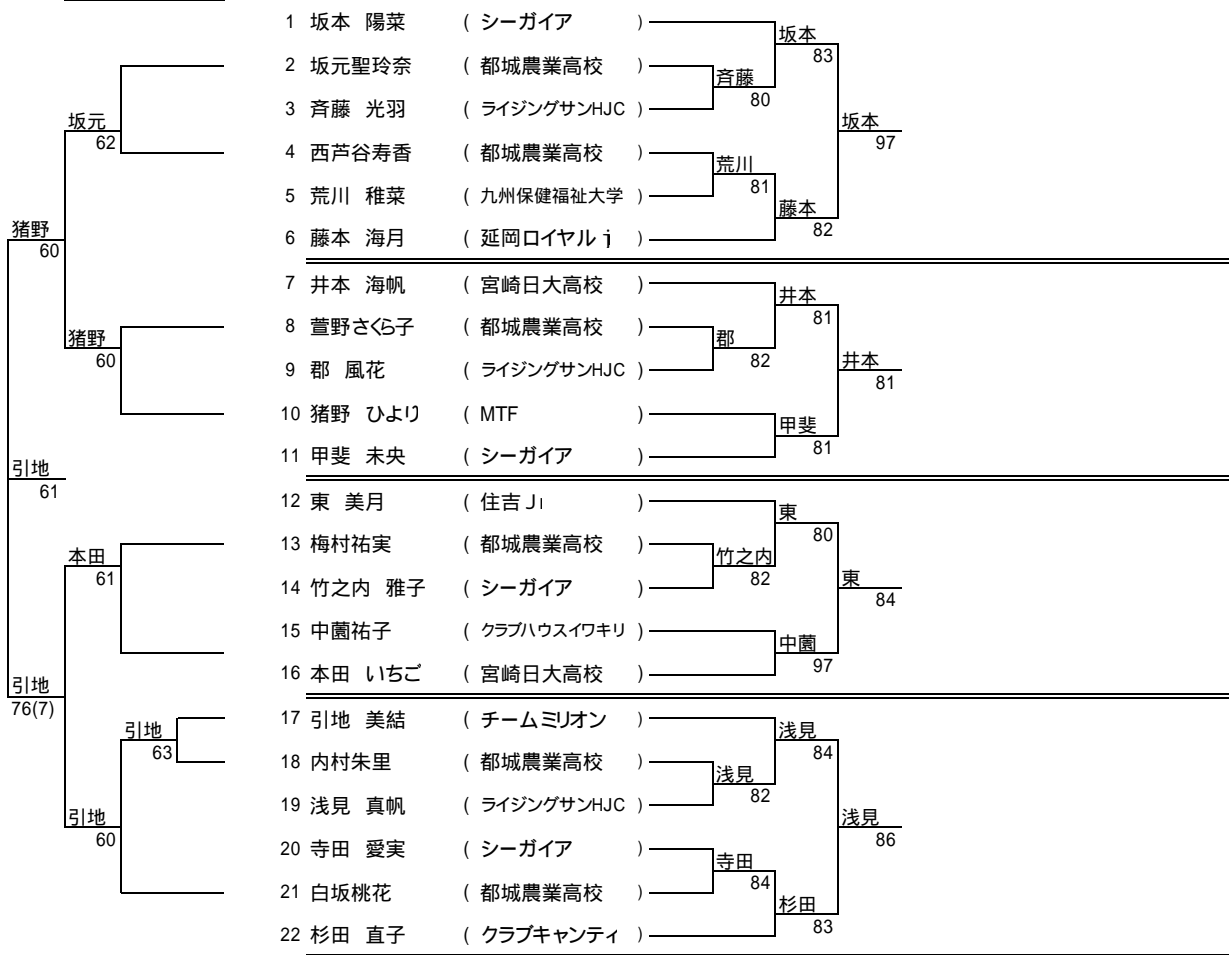 1 坂本 陽菜 ( シーガイア )
坂本
83
2 坂元聖玲奈 ( 都城農業高校 )
斉藤
80
3 斉藤 光羽 ( ライジングサンHJC )
坂元
62
坂本
97
4 西芦谷寿香 ( 都城農業高校 )
荒川
81
5 荒川 稚菜 ( 九州保健福祉大学 )
藤本
82
6 藤本 海月 ( 延岡ロイヤルj )
猪野
60
7 井本 海帆 ( 宮崎日大高校 )
井本
81
8 萱野さくら子 ( 都城農業高校 )
猪野
60
郡
82
9 郡 風花 ( ライジングサンHJC )
井本
81
10 猪野 ひより ( MTF )
甲斐
81
11 甲斐 未央 ( シーガイア )
引地
61
12 東 美月 ( 住吉Jr )
東
80
13 梅村祐実 ( 都城農業高校 )
本田
61
竹之内
82
14 竹之内 雅子 ( シーガイア )
東
84
15 中薗祐子 ( クラブハウスイワキリ )
中薗
97
16 本田 いちご ( 宮崎日大高校 )
引地
76(7)
17 引地 美結 ( チームミリオン )
引地
63
浅見
84
18 内村朱里 ( 都城農業高校 )
浅見
82
19 浅見 真帆 ( ライジングサンHJC )
引地
60
浅見
86
20 寺田 愛実 ( シーガイア )
寺田
84
21 白坂桃花 ( 都城農業高校 )
杉田
83
22 杉田 直子 ( クラブキャンティ )